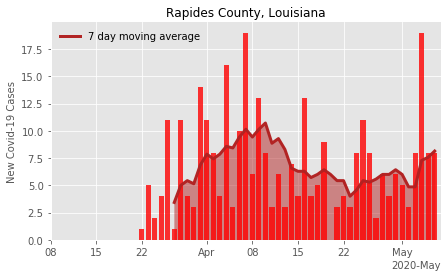 Rapides County, Louisiana
7 day moving average
New Covid-19 Cases
17.5
15.0
12.5
10.0
7.5
5.0
2.5
0.0
08 15 22 Apr 08 15 22 May
2020-May